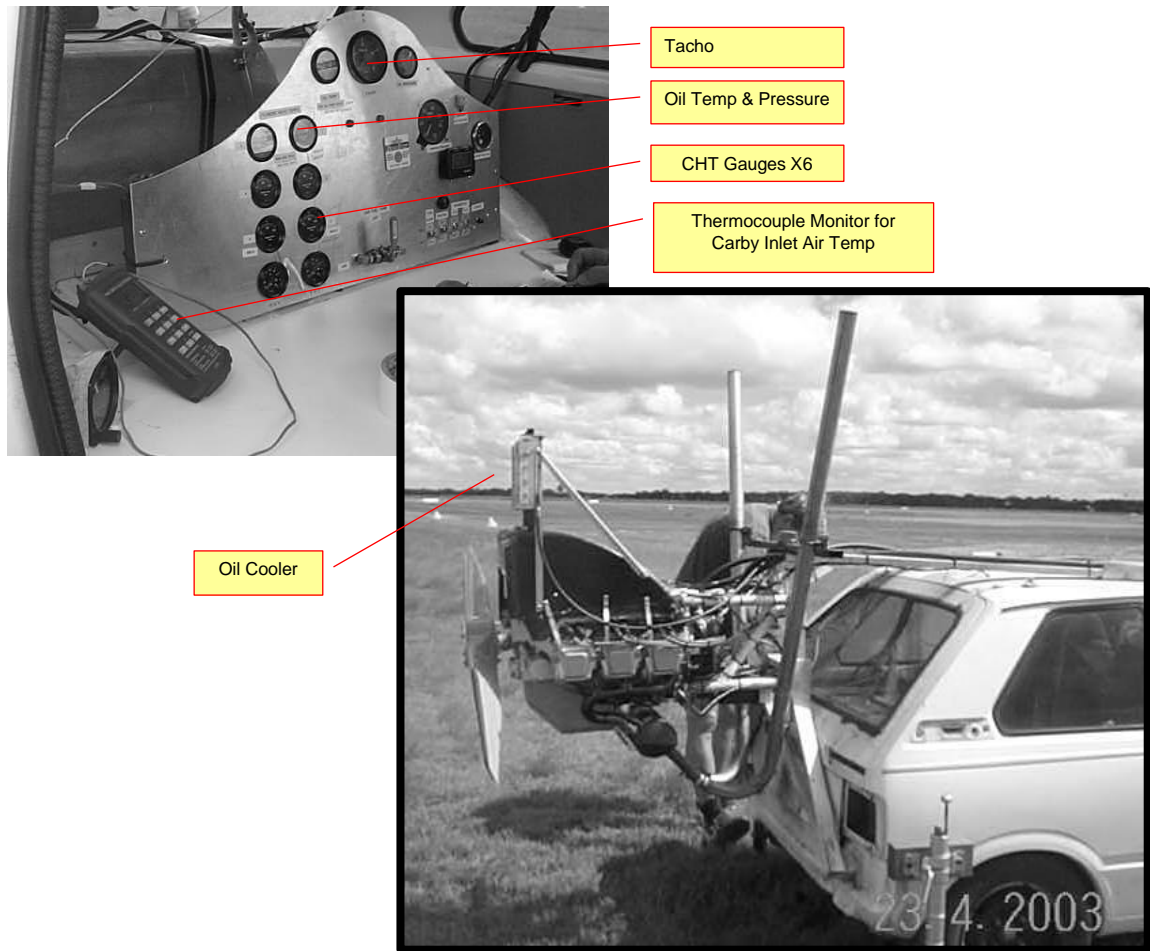 Tacho
Oil Temp & Pressure
CHT Gauges X6
Thermocouple Monitor for
Carby Inlet Air Temp
Oil Cooler
23. 4. 2003